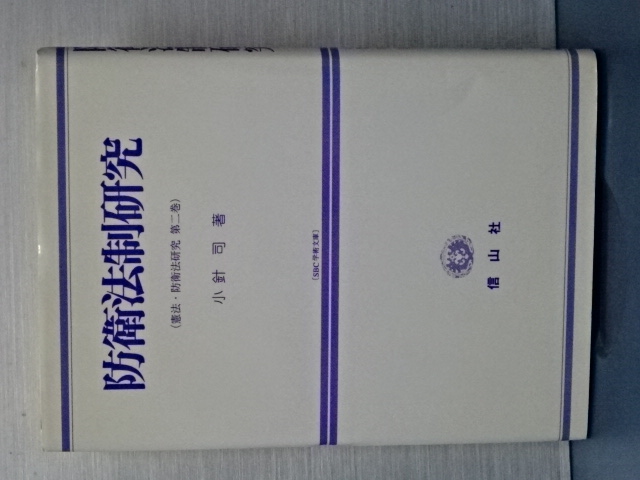 防衛法制研究
(憲法・防衛法研究 第二巻)
小針 司 著
〔SBC学術文庫〕
信山社